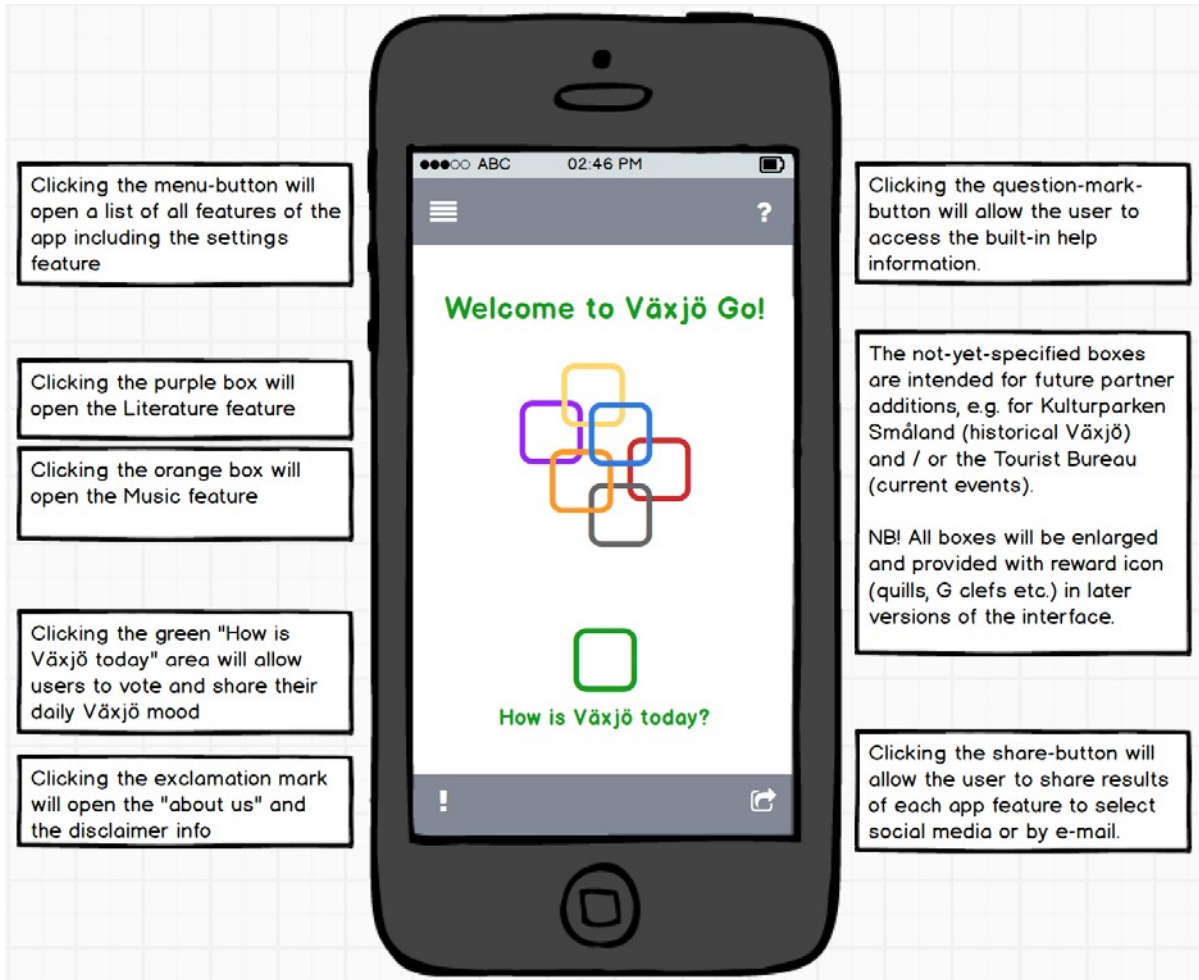 Clicking the menu-button will
open a list of all features of the
app including the settings
feature
Clicking the purple box will
open the Literature feature
Clicking the orange box will
open the Music feature
Clicking the green "How is
Växjö today" area will allow
users to vote and share their
daily Växjö mood
Clicking the exclamation mark
will open the "about us" and
the disclaimer info
ABC 02:46 PM
?
Welcome to Växjö Go!
How is Växjö today?
!
Clicking the question-mark-
button will allow the user to
access the built-in help
information.
The not-yet-specified boxes
are intended for future partner
additions, e.g. for Kulturparken
Småland (historical Växjö)
and / or the Tourist Bureau
(current events).
NB! All boxes will be enlarged
and provided with reward icon
(quills, G clefs etc.) in later
versions of the interface.
Clicking the share-button will
allow the user to share results
of each app feature to select
social media or by e-mail.